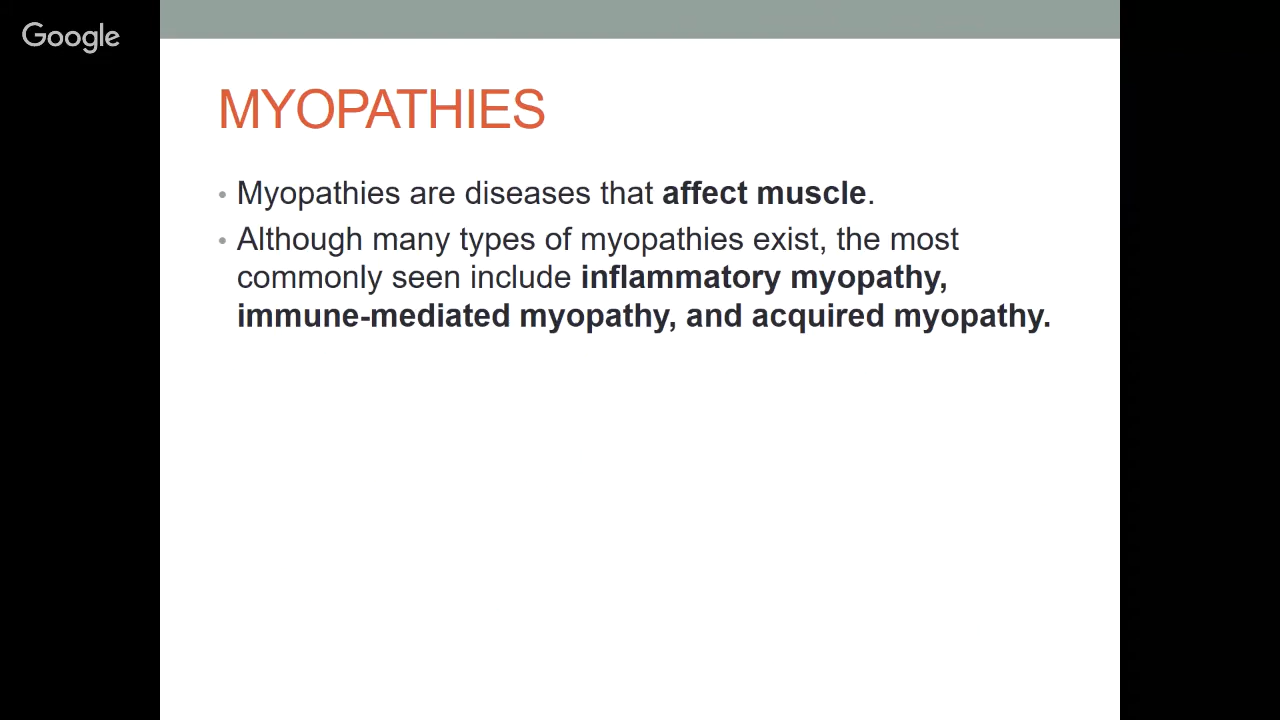 Google
MYOPATHIES
• Myopathies are diseases that affect muscle.
• Although many types of myopathies exist, the most
commonly seen include inflammatory myopathy,
immune-mediated myopathy, and acquired myopathy.